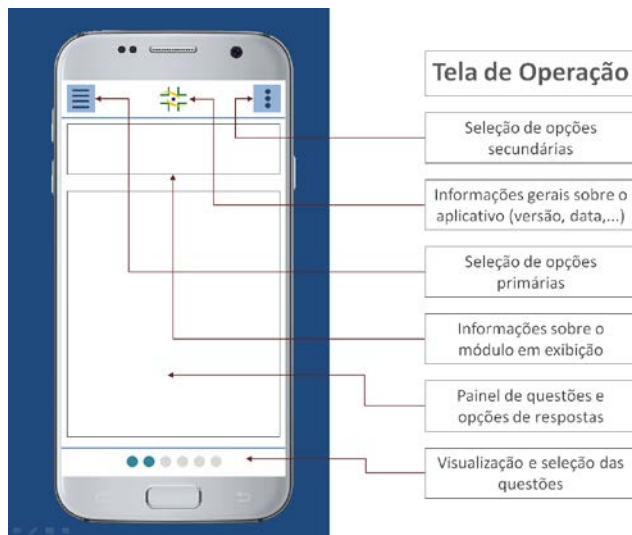 Tela de Operação
Seleção de opções
secundárias
Informações gerais sobre o
aplicativo (versão, data,...)
Seleção de opções
primárias
Informações sobre o
módulo em exibição
Painel de questões e
opções de respostas
Visualização e seleção das
questões